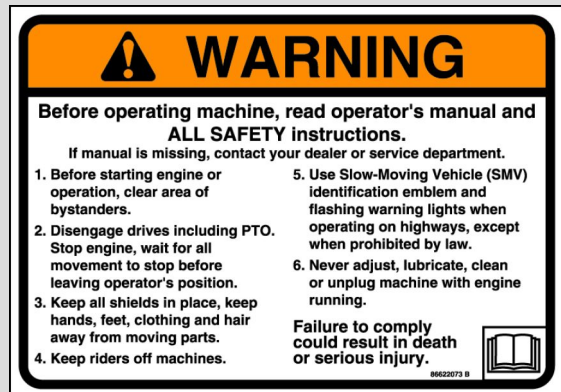 WARNING
Before operating machine, read operator's manual and
ALL SAFETY instructions.
If manual is missing, contact your dealer or service department.
1. Before starting engine or
operation, clear area of
bystanders.
2. Disengage drives including PTO.
Stop engine, wait for all
movement to stop before
leaving operator's position.
3. Keep all shields in place, keep
hands, feet, clothing and hair
away from moving parts.
4. Keep riders off machines.
5. Use Slow-Moving Vehicle (SMV)
identification emblem and
flashing warning lights when
operating on highways, except
when prohibited by law.
6. Never adjust, lubricate, clean
or unplug machine with engine
running.
Failure to comply
could result in death
or serious injury.
86622073 B